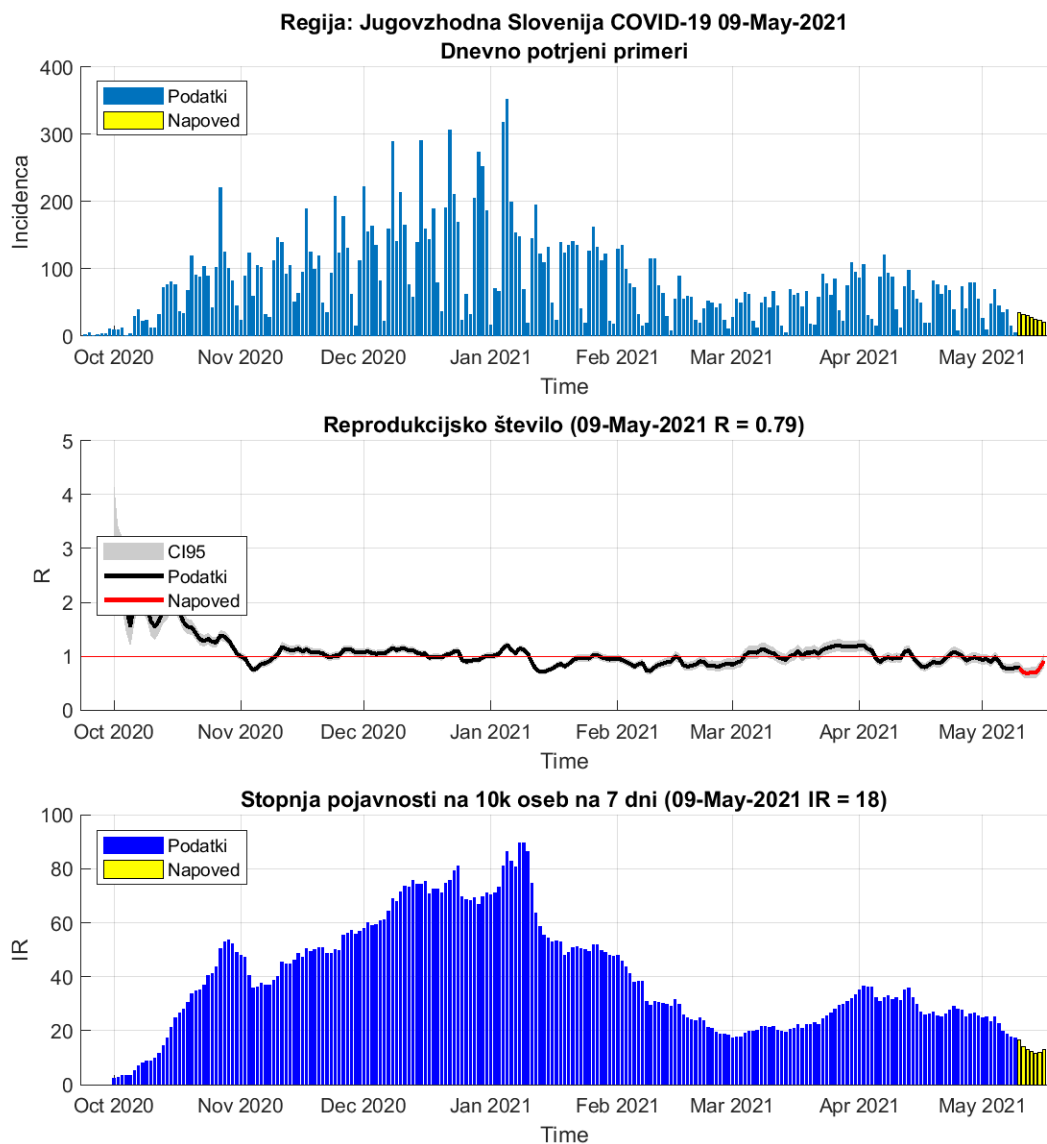 Regija: Jugovzhodna Slovenija COVID-19 09-May-2021
Dnevno potrjeni primeri
400
300
200
100
0
Incidenca
Podatki
Napoved
Oct 2020 Nov 2020 Dec 2020 Jan 2021 Feb 2021 Mar 2021 Apr 2021 May 2021
Time
Reprodukcijsko število (09-May-2021 R = 0.79)
5
4
3
2
1
0
R
CI95
Podatki
Napoved
Oct 2020 Nov 2020 Dec 2020 Jan 2021 Feb 2021 Mar 2021 Apr 2021 May 2021
Time
Stopnja pojavnosti na 10k oseb na 7 dni (09-May-2021 IR = 18)
100
80
60
40
20
0
IR
Podatki
Napoved
Oct 2020 Nov 2020 Dec 2020 Jan 2021 Feb 2021 Mar 2021 Apr 2021 May 2021
Time